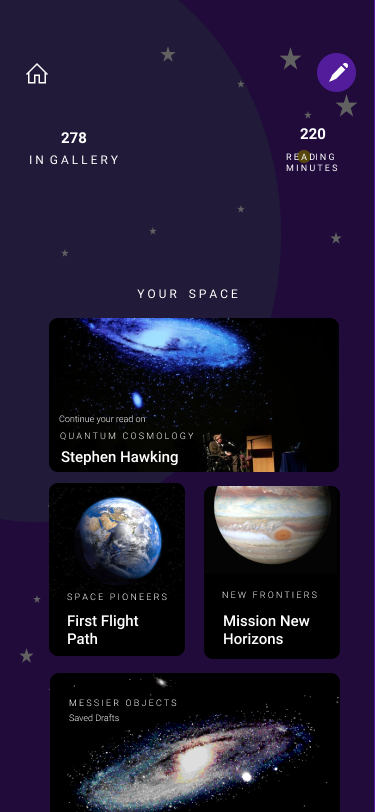 278
IN GALLERY
220
READING
MINUTES
YOUR SPACE
Continue your read on
QUANTUM COSMOLOGY
Stephen Hawking
SPACE PIONEERS
First Flight
Path
NEW FRONTIERS
Mission New
Horizons
MESSIER OBJECTS
Saved Drafts